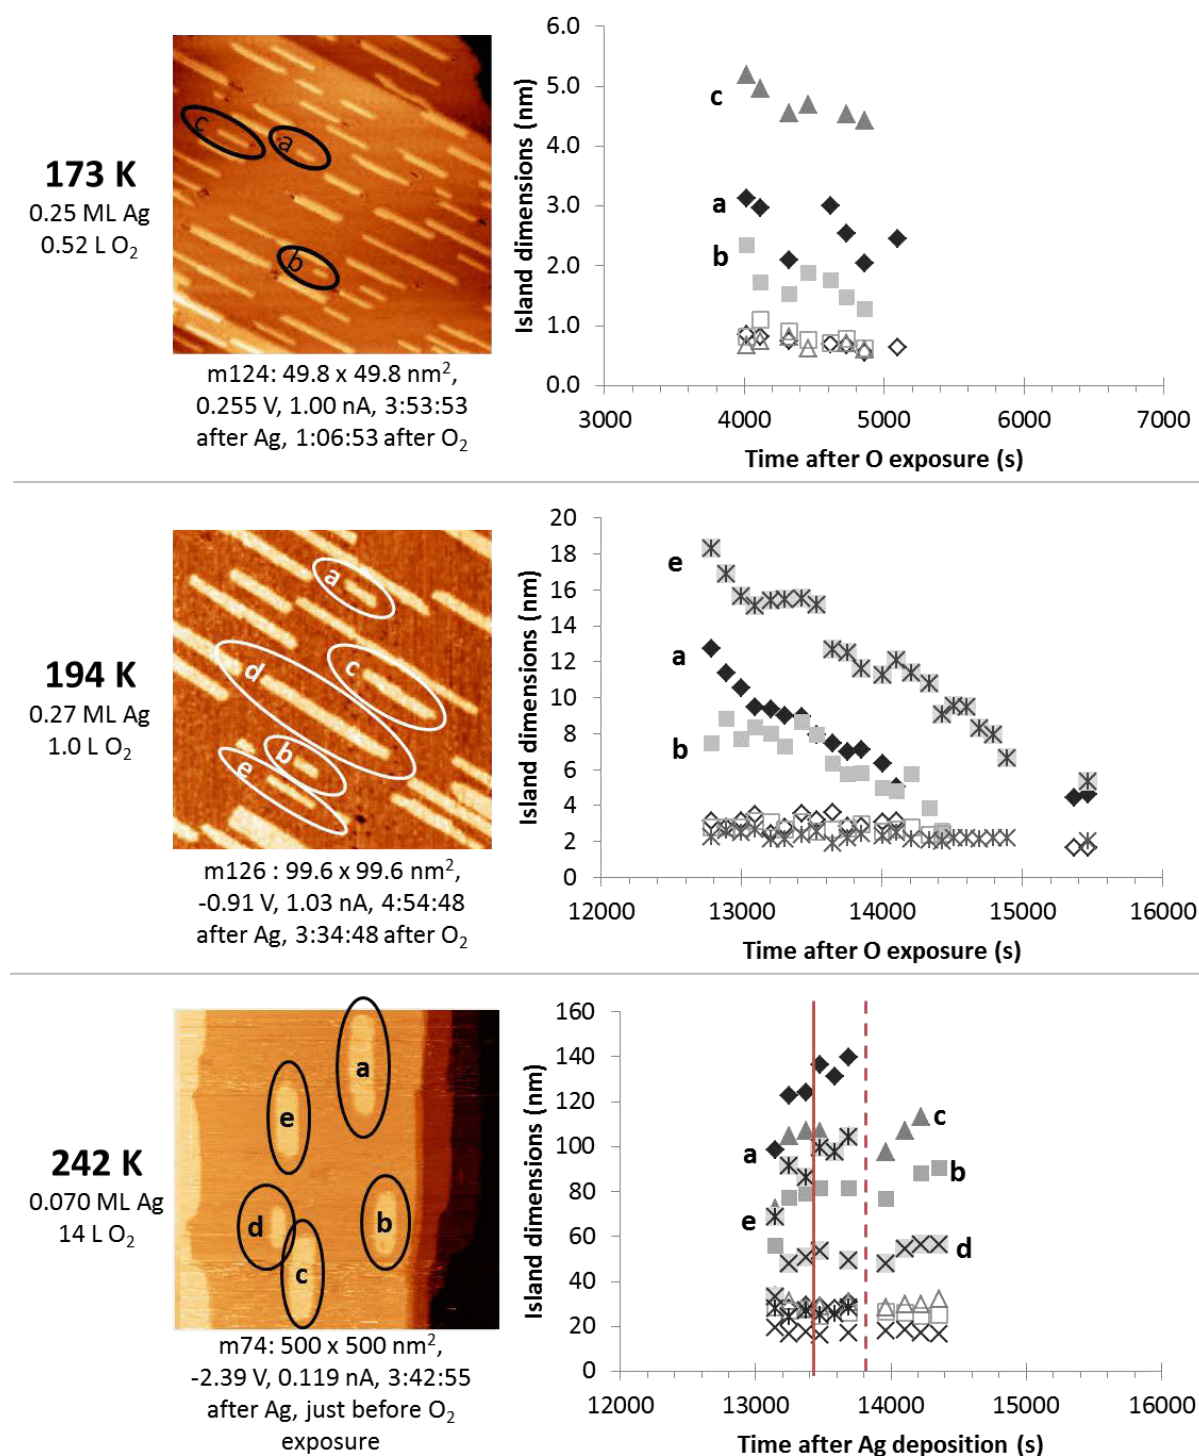 173 K
0.25 ML Ag
0.52 L O₂
c
a
b
m124: 49.8 x 49.8 nm²,
0.255 V, 1.00 nA, 3:53:53
after Ag, 1:06:53 after O₂
Island dimensions (nm)
6.0
5.0
4.0
3.0
2.0
1.0
0.0
c
a
b
3000 4000 5000 6000 7000
Time after O exposure (s)
194 K
0.27 ML Ag
1.0 L O₂
a
c
d
b
e
m126 : 99.6 x 99.6 nm²,
-0.91 V, 1.03 nA, 4:54:48
after Ag, 3:34:48 after O₂
Island dimensions (nm)
20
18
16
14
12
10
8
6
4
2
0
e
a
b
12000 13000 14000 15000 16000
Time after O exposure (s)
242 K
0.070 ML Ag
14 L O₂
a
e
d
b
c
m74: 500 x 500 nm²,
-2.39 V, 0.119 nA, 3:42:55
after Ag, just before O₂
exposure
Island dimensions (nm)
160
140
120
100
80
60
40
20
0
a
e
c
b
d
12000 13000 14000 15000 16000
Time after Ag deposition (s)